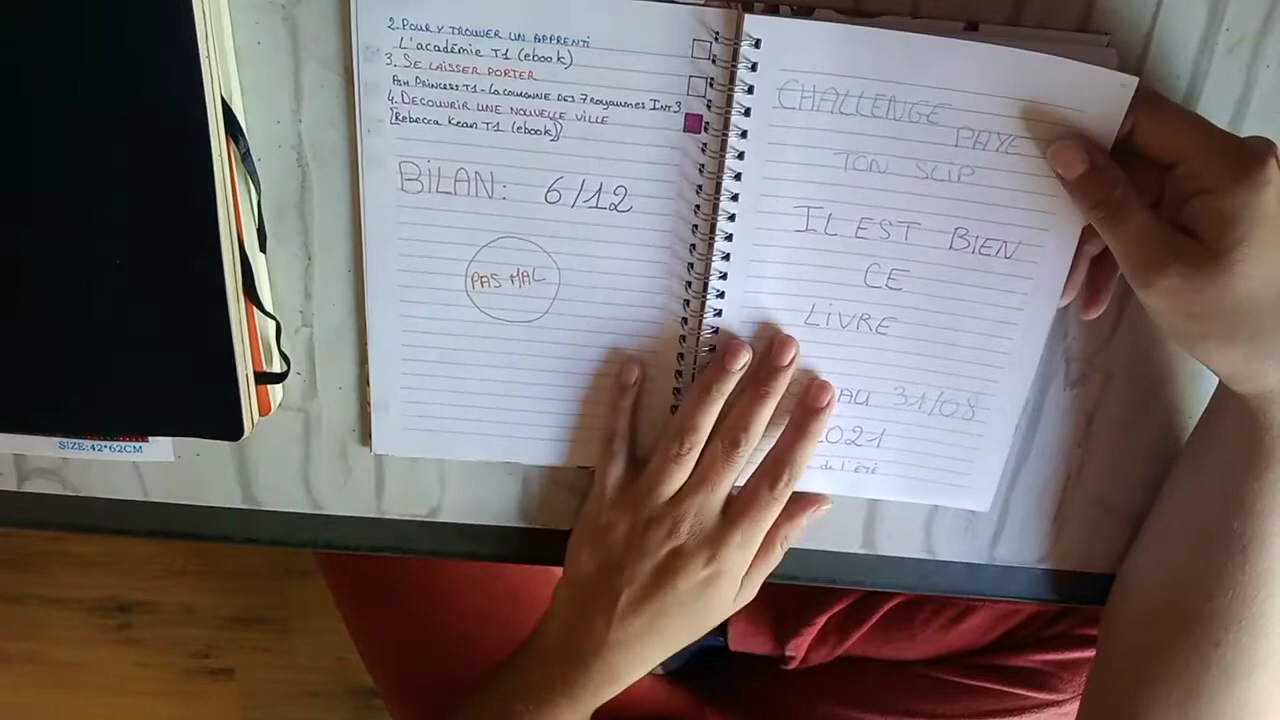 2. POUR Y TROUVER UN APPRENTI
L'académie T1 (ebook)
3. SE LAISSER PORTER
Ash Princess T1 - La couronne des 7 royaumes Int 3
4. DECOUVRIR UNE NOUVELLE VILLE
[Rebecca Kean T1 (ebook)]
BILAN: 6/12
PAS MAL
CHALLENGE
PAYE
TON SLIP
IL EST BIEN
CE
LIVRE
AU 31/08
2021
de l'été
SIZE:42*62CM